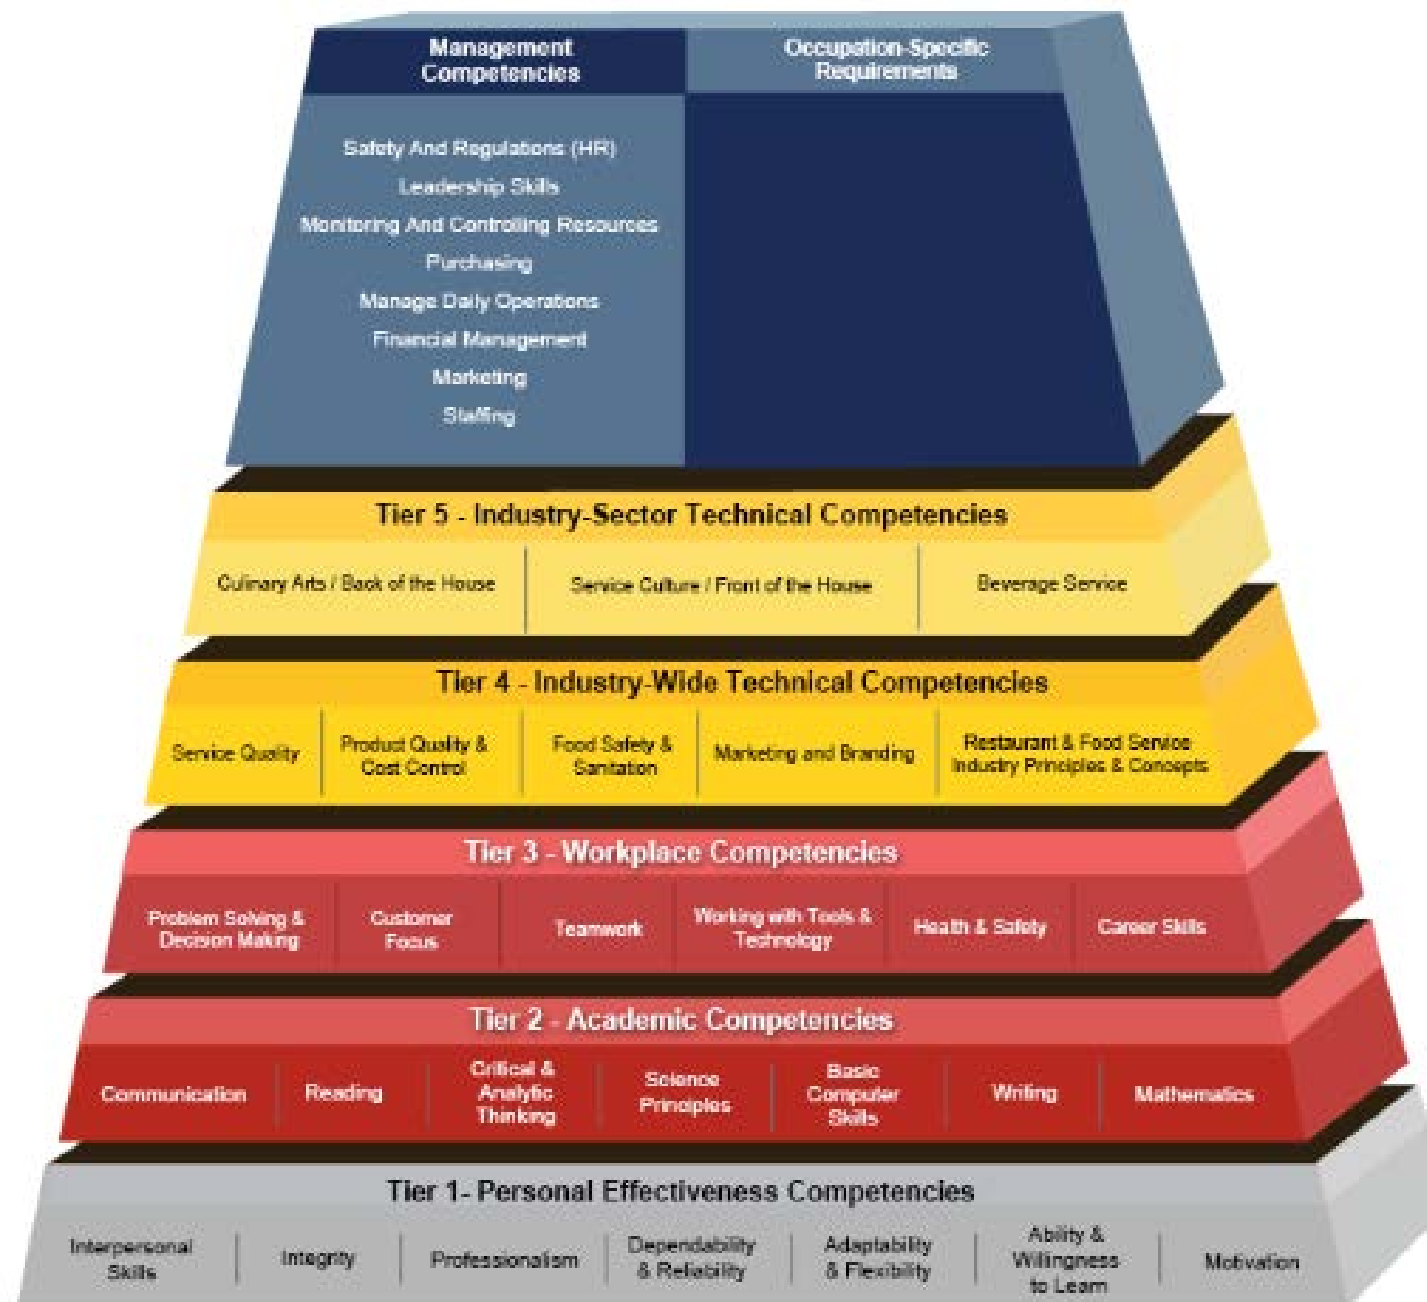 Management
Competencies
Occupation-Specific
Requirements
Safety And Regulations (HR)
Leadership Skills
Monitoring And Controlling Resources
Purchasing
Manage Daily Operations
Financial Management
Marketing
Staffing
Tier 5 - Industry-Sector Technical Competencies
Culinary Arts / Back of the House
Service Culture / Front of the House
Beverage Service
Tier 4 - Industry-Wide Technical Competencies
Service Quality
Product Quality &
Cost Control
Food Safety &
Sanitation
Marketing and Branding
Restaurant & Food Service
Industry Principles & Concepts
Tier 3 - Workplace Competencies
Problem Solving &
Decision Making
Customer
Focus
Teamwork
Working with Tools &
Technology
Health & Safety
Career Skills
Tier 2 - Academic Competencies
Communication
Reading
Critical &
Analytic
Thinking
Science
Principles
Basic
Computer
Skills
Writing
Mathematics
Tier 1- Personal Effectiveness Competencies
Interpersonal
Skills
Integrity
Professionalism
Dependability
& Reliability
Adaptability
& Flexibility
Ability &
Willingness
to Learn
Motivation